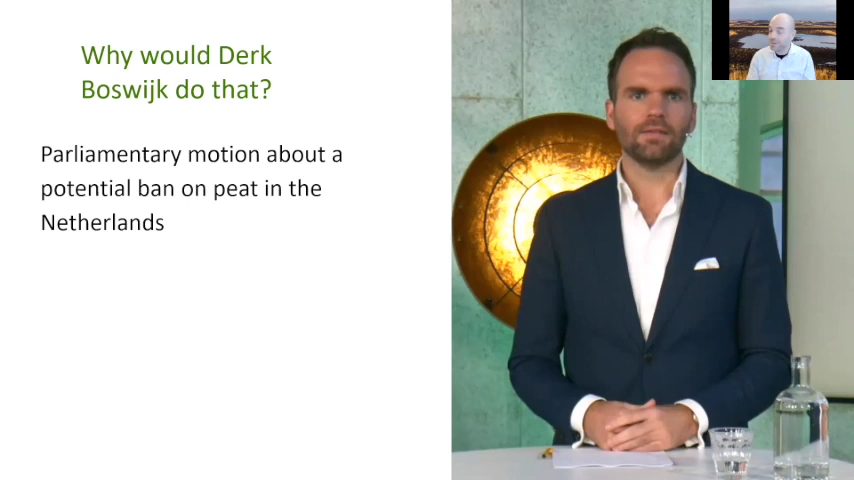 Why would Derk
Boswijk do that?
Parliamentary motion about a
potential ban on peat in the
Netherlands